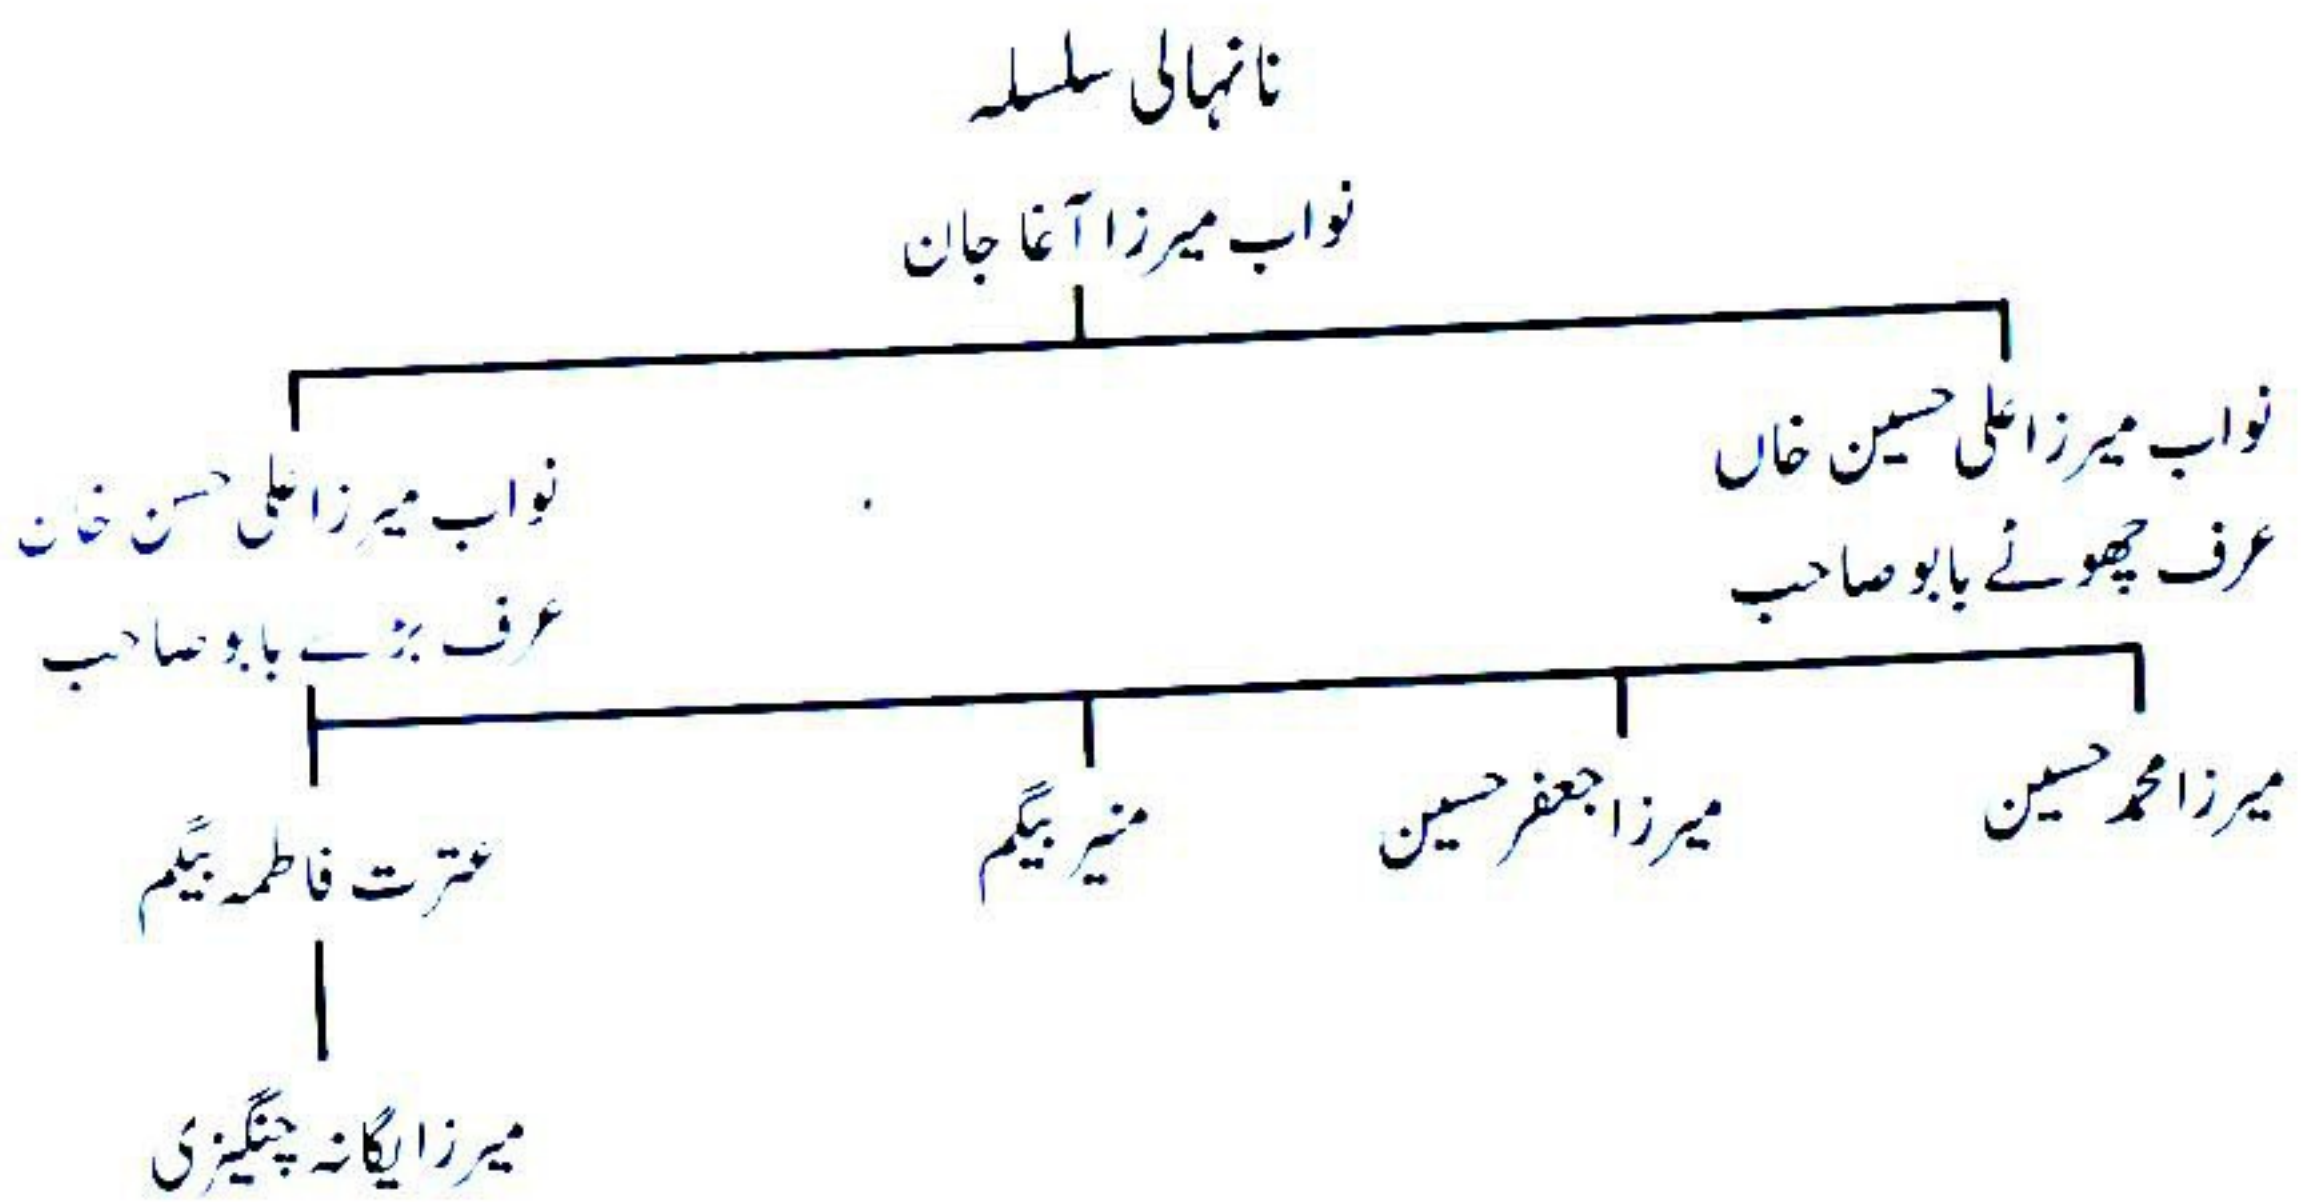 نانہالی سلسلہ
نواب میرزا آغا جان
نواب میرزا علی حسین خاں
عرف چھوٹے بابو صاحب
نواب میرزا علی حسن خان
عرف بڑے بابو صاحب
میرزا محمد حسین
میرزا جعفر حسین
منیر بیگم
عترت فاطمہ بیگم
میرزا یگانہ چنگیزی